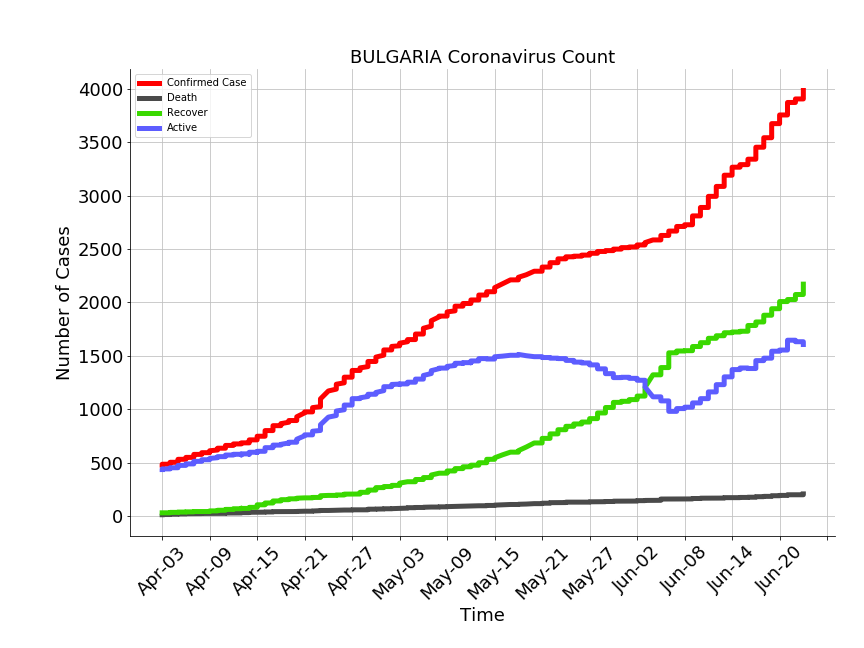 BULGARIA Coronavirus Count
Confirmed Case
Death
Recover
Active
4000
3500
3000
2500
2000
1500
1000
500
0
Number of Cases
Apr-03
Apr-09
Apr-15
Apr-21
Apr-27
May-03
May-09
May-15
May-21
May-27
Jun-02
Jun-08
Jun-14
Jun-20
Time